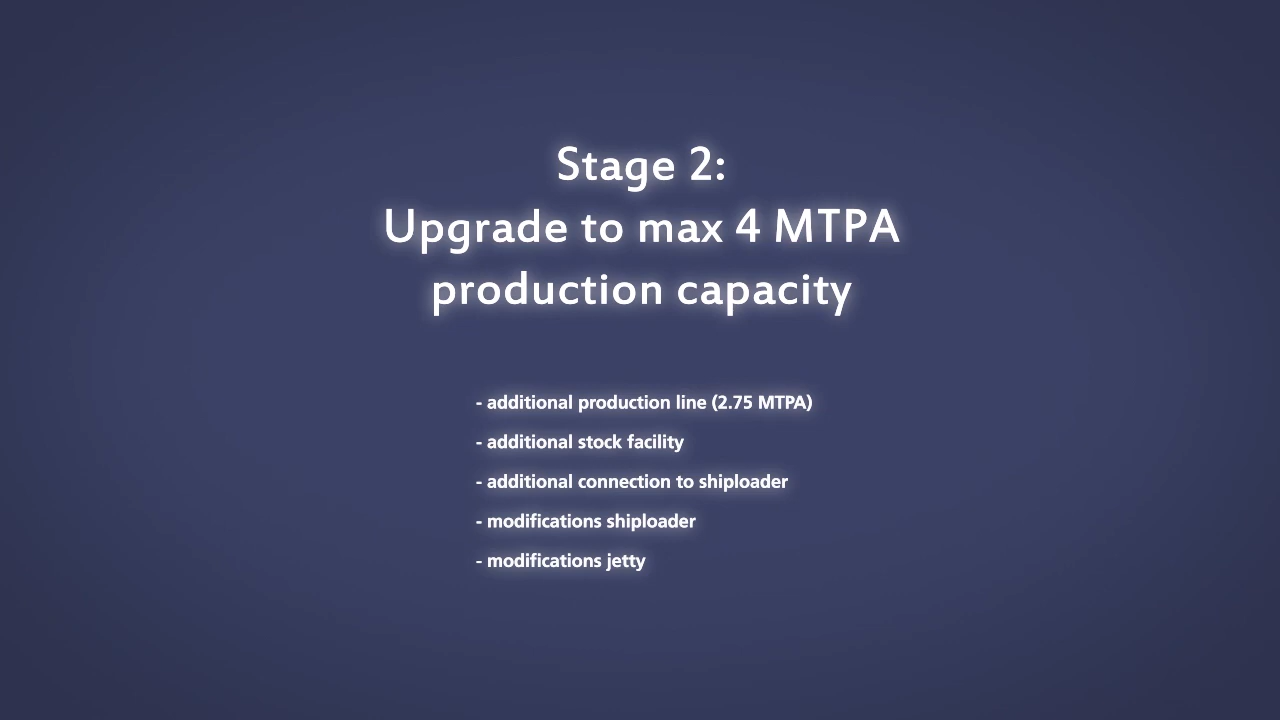 Stage 2:
Upgrade to max 4 MTPA
production capacity
- additional production line (2.75 MTPA)
- additional stock facility
- additional connection to shiploader
- modifications shiploader
- modifications jetty